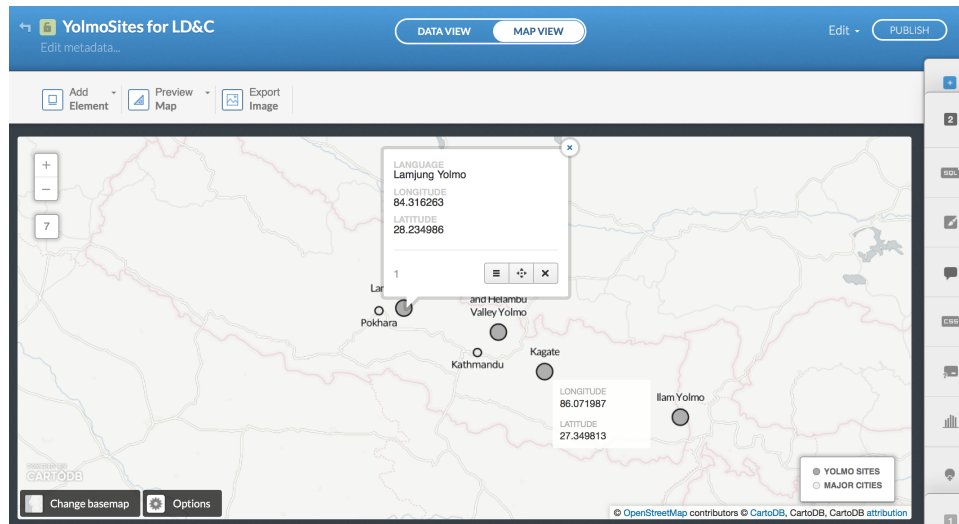 YolmoSites for LD&C
Edit metadata...
DATA VIEW
MAP VIEW
Edit
PUBLISH
Add
Element
Preview
Map
Export
Image
+
2
SQL
CSS
1
+
−
7
LANGUAGE
Lamjung Yolmo
LONGITUDE
84.316263
LATITUDE
28.234986
1
Pokhara
and Helambu
Valley Yolmo
Kathmandu
Kagate
LONGITUDE
86.071987
LATITUDE
27.349813
Ilam Yolmo
YOLMO SITES
MAJOR CITIES
CARTODB
Change basemap
Options
© OpenStreetMap contributors © CartoDB, CartoDB, CartoDB attribution